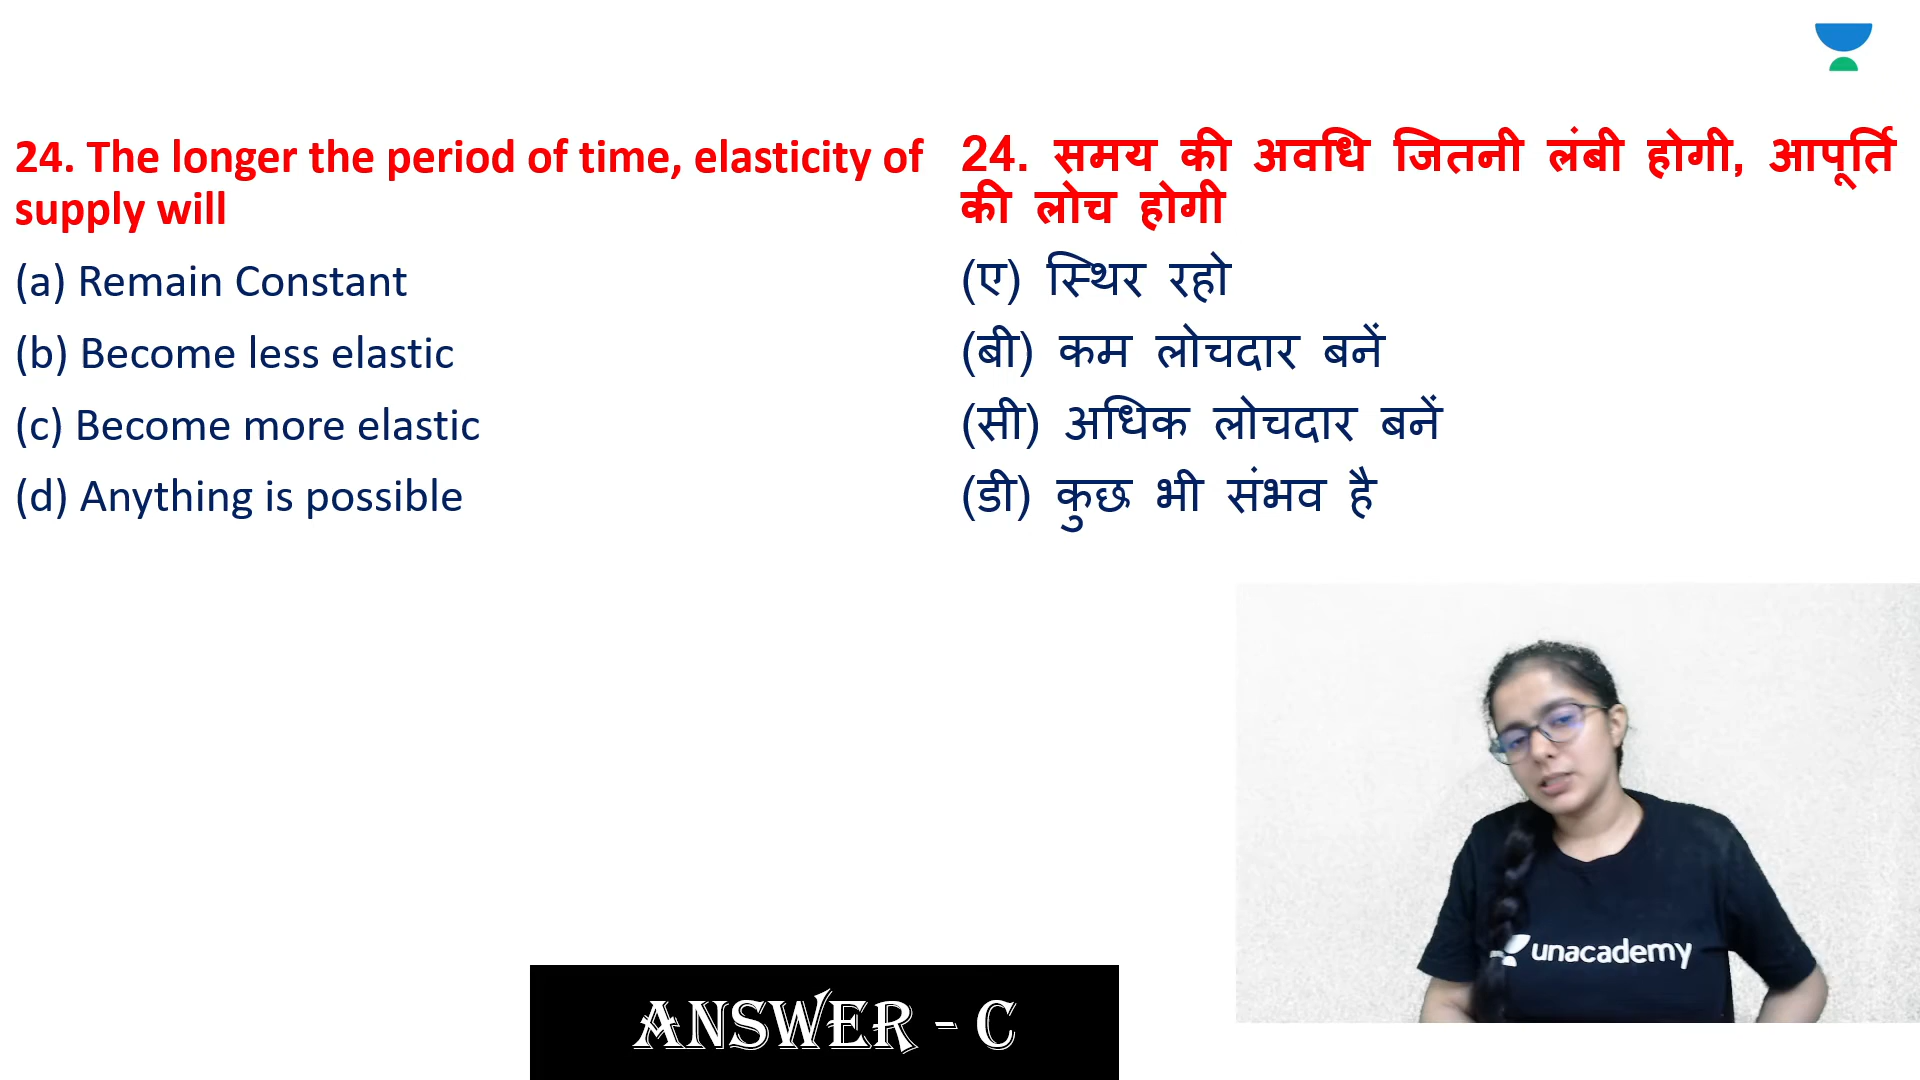 24. The longer the period of time, elasticity of
supply will
(a) Remain Constant
(b) Become less elastic
(c) Become more elastic
(d) Anything is possible
24. समय की अवधि जितनी लंबी होगी, आपूर्ति
की लोच होगी
(ए) स्थिर रहो
(बी) कम लोचदार बनें
(सी) अधिक लोचदार बनें
(डी) कुछ भी संभव है
unacademy
ANSWER - C